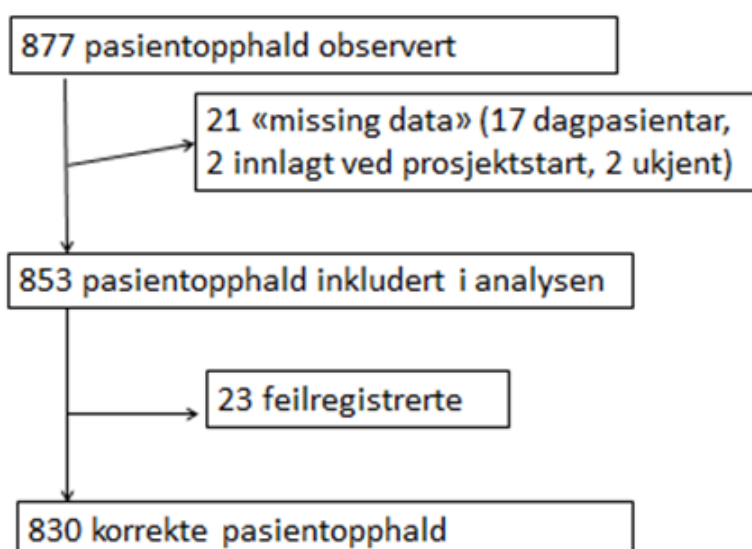 877 pasientopphald observert
21 «missing data» (17 dagpasientar,
2 innlagt ved prosjektstart, 2 ukjent)
853 pasientopphald inkludert i analysen
23 feilregistrerte
830 korrekte pasientopphald